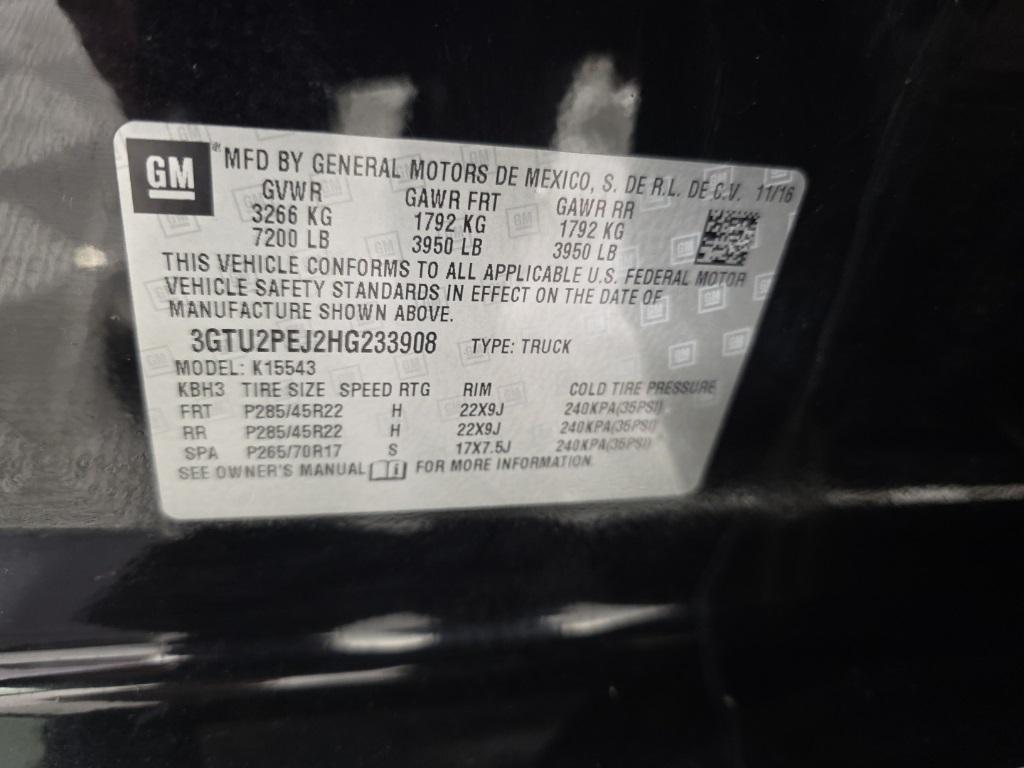 GM MFD BY GENERAL MOTORS DE MEXICO, S. DE R.L. DE C.V. 11/16
GVWR GAWR FRT GAWR RR
3266 KG 1792 KG 1792 KG
7200 LB 3950 LB 3950 LB
THIS VEHICLE CONFORMS TO ALL APPLICABLE U.S. FEDERAL MOTOR
VEHICLE SAFETY STANDARDS IN EFFECT ON THE DATE OF
MANUFACTURE SHOWN ABOVE.
3GTU2PEJ2HG233908 TYPE: TRUCK
MODEL: K15543
KBH3 TIRE SIZE SPEED RTG RIM COLD TIRE PRESSURE
FRT P285/45R22 H 22X9J 240KPA(35PSI)
RR P285/45R22 H 22X9J 240KPA(35PSI)
SPA P265/70R17 S 17X7.5J 240KPA(35PSI)
SEE OWNER'S MANUAL i FOR MORE INFORMATION.